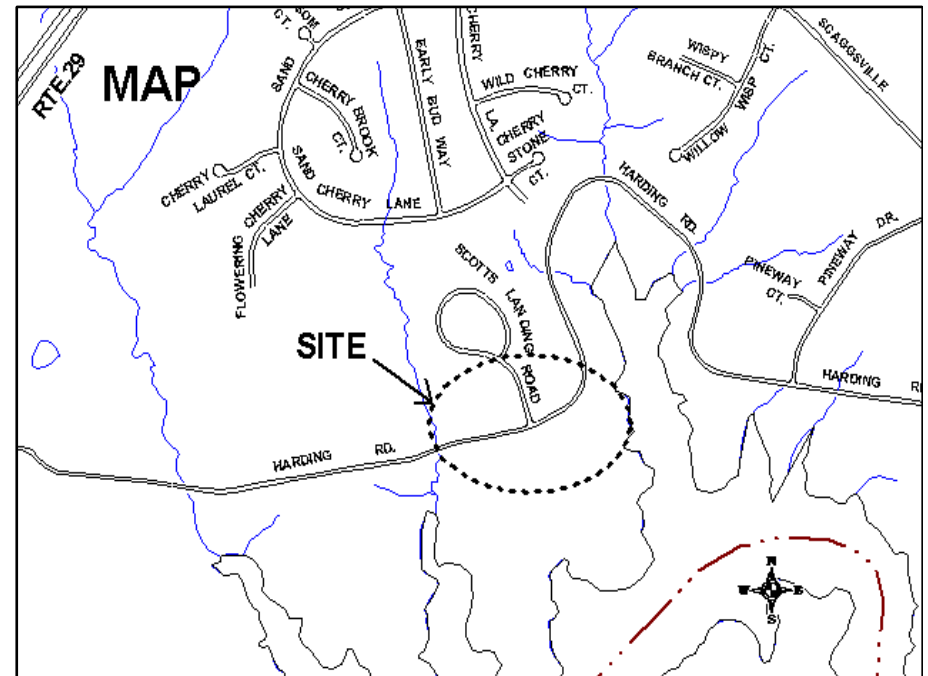 RTE.29
MAP
SOM
CT.
SAND
CHERRY BROOK
CT.
EARLY
BUD WAY
CHERRY
LA.
WILD CHERRY
CT.
CHERRY
STONE
CT.
WISPY
BRANCH CT.
WILLOW WISP CT.
SCAGGSVILLE
CHERRY
LAUREL CT.
SAND CHERRY LANE
FLOWERING CHERRY
LANE
HARDING RD.
SCOTTS LANDING ROAD
PINEWAY
CT.
PINEWAY DR.
SITE
HARDING
HARDING RD.
N
W E
S